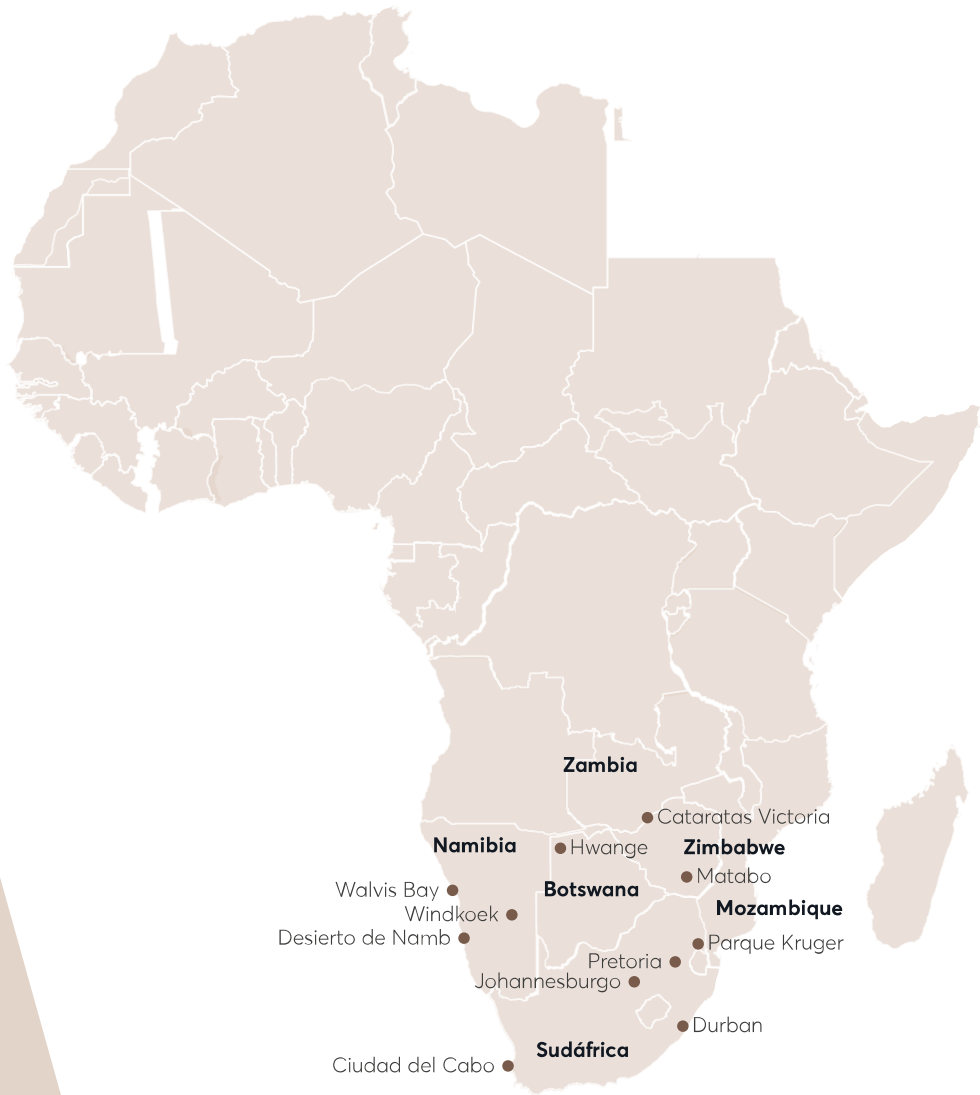 Zambia
Cataratas Victoria
Namibia
Hwange
Zimbabwe
Matabo
Walvis Bay
Botswana
Mozambique
Windkoek
Desierto de Namb
Parque Kruger
Pretoria
Johannesburgo
Durban
Sudáfrica
Ciudad del Cabo